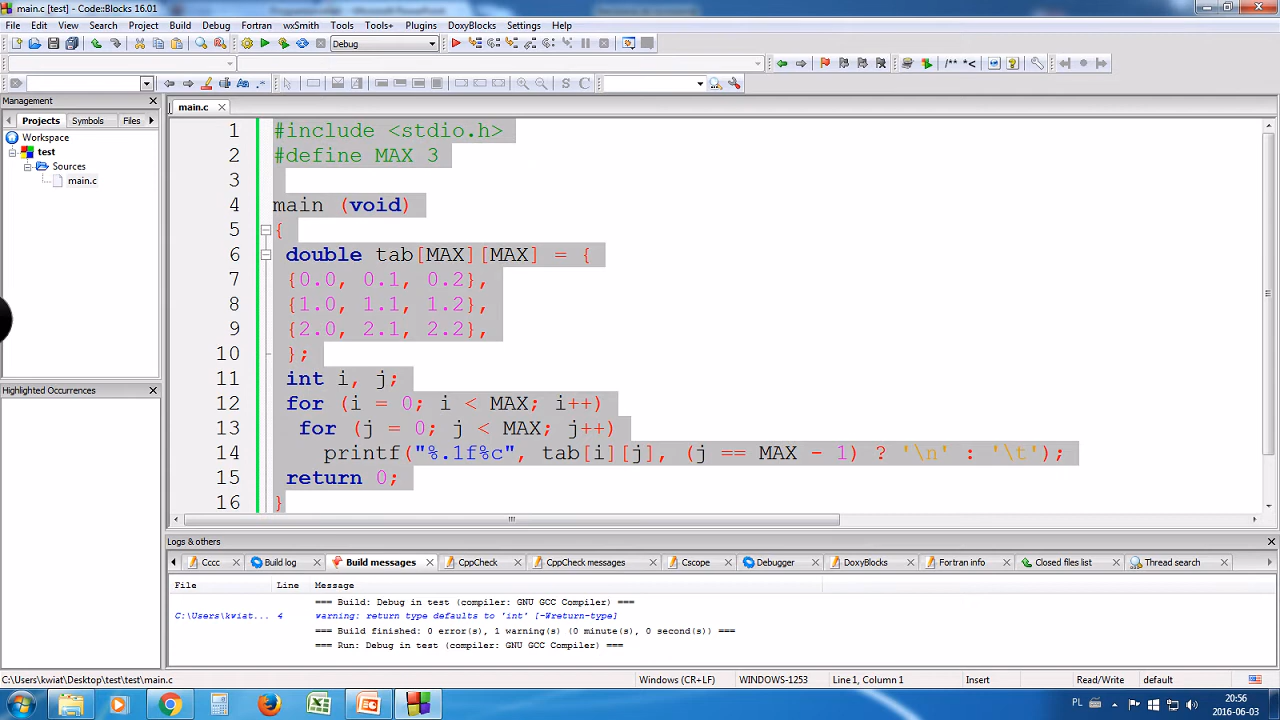 main.c [test] - Code::Blocks 16.01
File Edit View Search Project Build Debug Fortran wxSmith Tools Tools+ Plugins DoxyBlocks Settings Help
Debug
/** *<
Aa .*
S C
Management
Projects Symbols Files
Workspace
test
Sources
main.c
Highlighted Occurrences
main.c
1 #include <stdio.h>
2 #define MAX 3
3
4 main (void)
5 {
6 double tab[MAX][MAX] = {
7 {0.0, 0.1, 0.2},
8 {1.0, 1.1, 1.2},
9 {2.0, 2.1, 2.2},
10 };
11 int i, j;
12 for (i = 0; i < MAX; i++)
13 for (j = 0; j < MAX; j++)
14 printf("%.1f%c", tab[i][j], (j == MAX - 1) ? '\n' : '\t');
15 return 0;
16 }
Logs & others
Cccc Build log Build messages CppCheck CppCheck messages Cscope Debugger DoxyBlocks Fortran info Closed files list Thread search
File Line Message
=== Build: Debug in test (compiler: GNU GCC Compiler) ===
C:\Users\kwiat... 4 warning: return type defaults to 'int' [-Wreturn-type]
=== Build finished: 0 error(s), 1 warning(s) (0 minute(s), 0 second(s)) ===
=== Run: Debug in test (compiler: GNU GCC Compiler) ===
C:\Users\kwiat\Desktop\test\test\main.c Windows (CR+LF) WINDOWS-1253 Line 1, Column 1 Insert Read/Write default
PL 20:56
2016-06-03